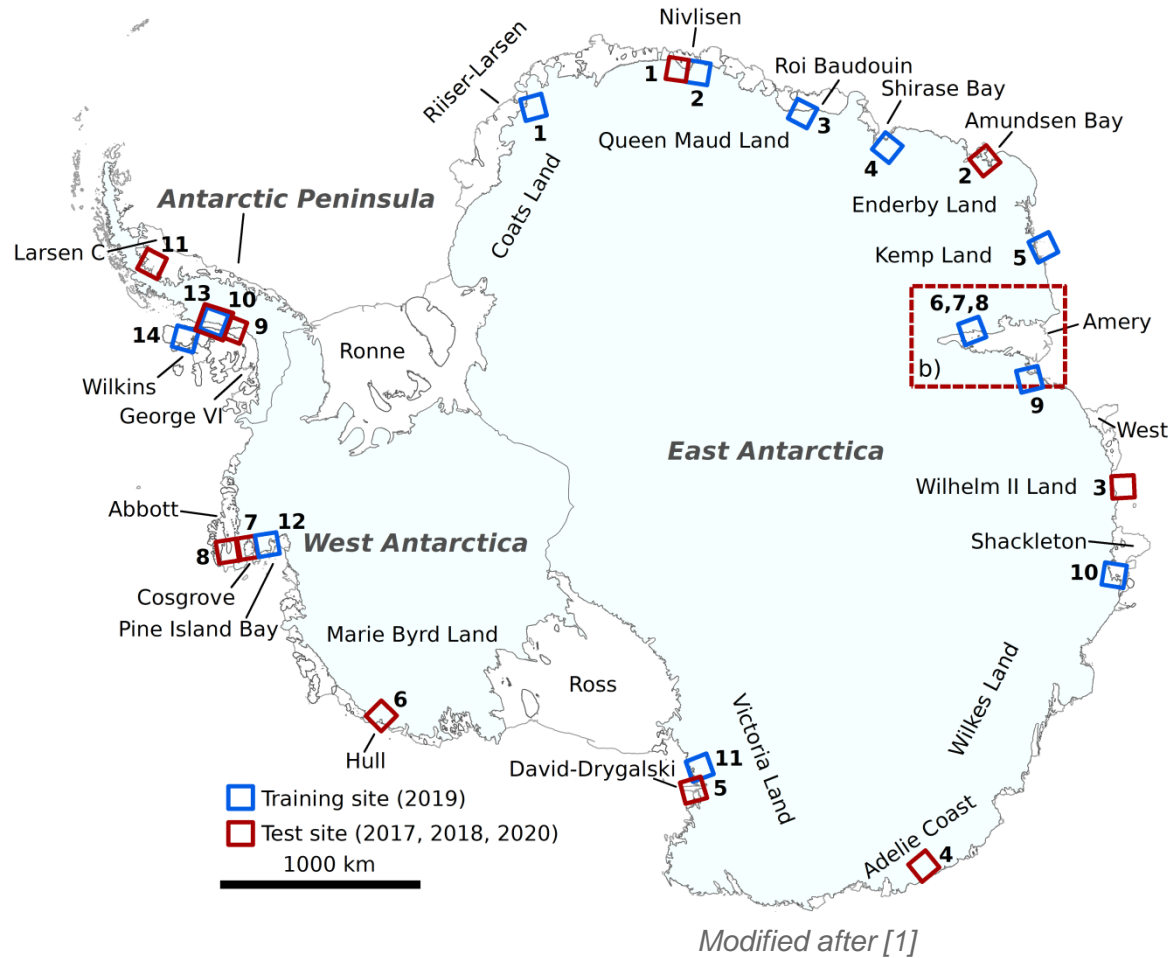 Nivlisen
Riiser-Larsen
Roi Baudouin
Shirase Bay
Amundsen Bay
1
2
1
3
4
2
Queen Maud Land
Coats Land
Enderby Land
Antarctic Peninsula
Larsen C
11
Kemp Land
5
13
10
9
14
6,7,8
Amery
b)
9
Ronne
Wilkins
George VI
West
East Antarctica
Wilhelm II Land
3
Abbott
7
12
8
West Antarctica
Shackleton
10
Cosgrove
Pine Island Bay
Marie Byrd Land
Ross
Wilkes Land
Victoria Land
6
Hull
David-Drygalski
11
5
Adelie Coast
4
Training site (2019)
Test site (2017, 2018, 2020)
1000 km
Modified after [1]